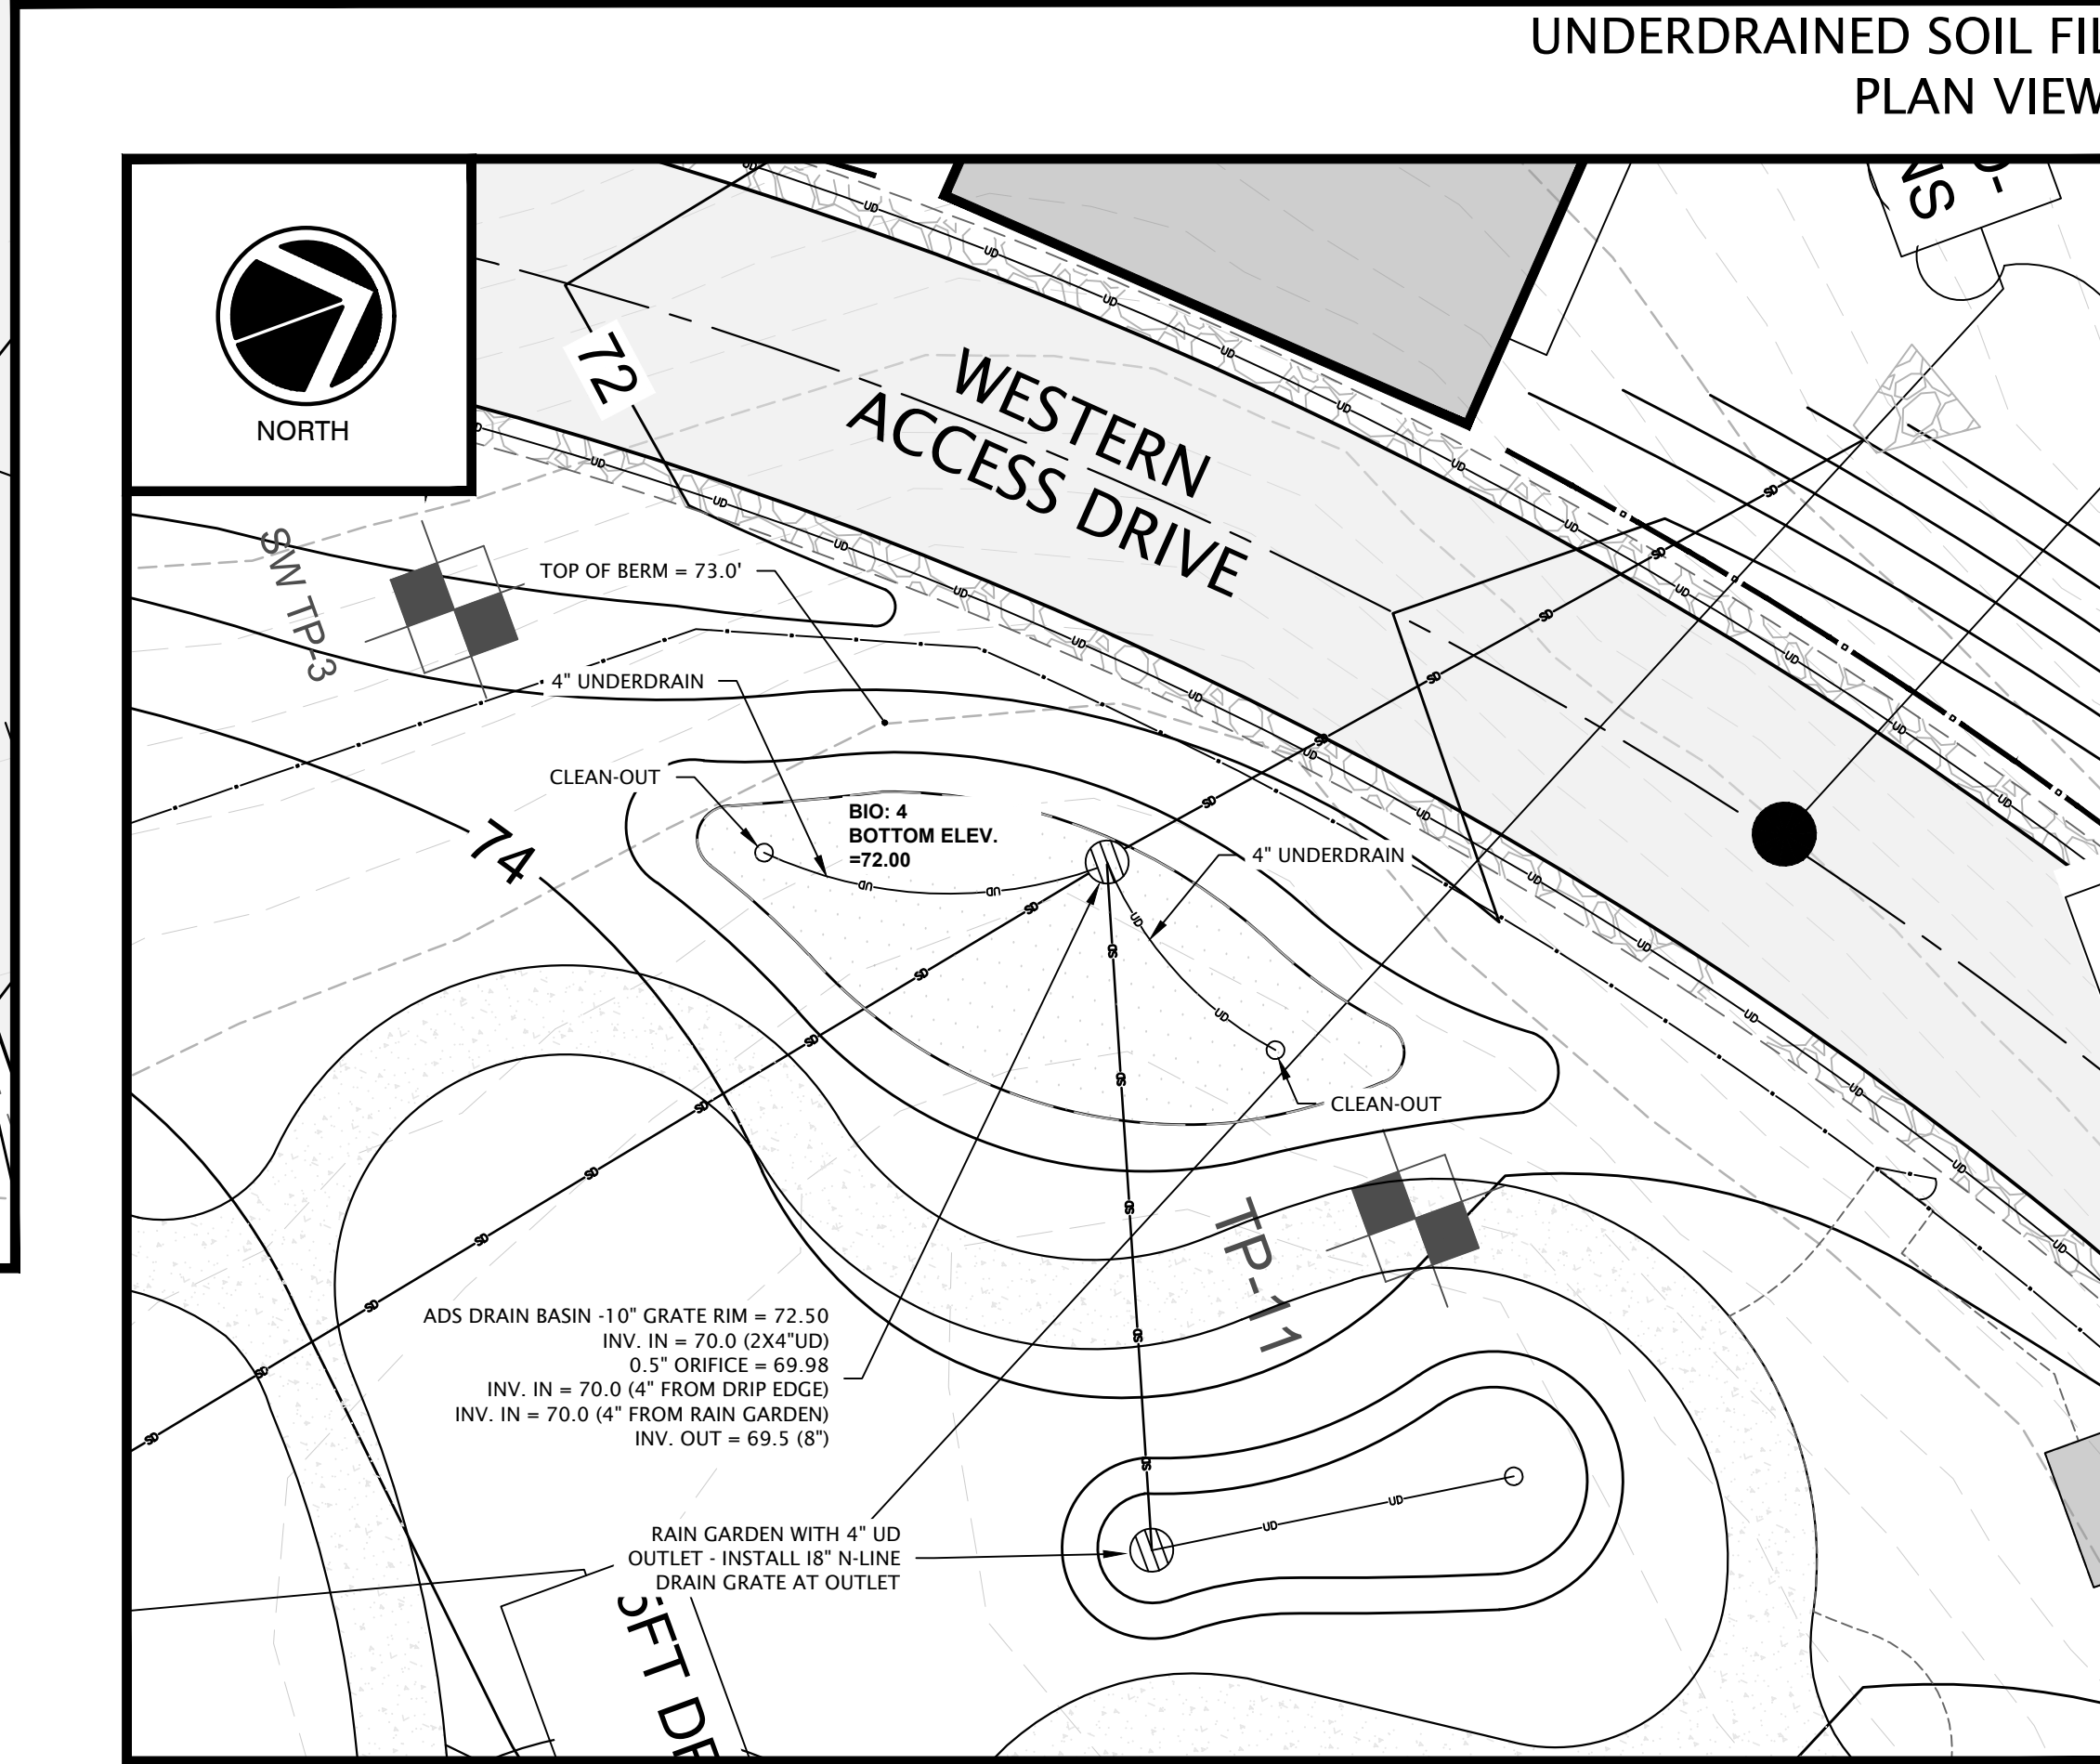 UNDERDRAINED SOIL FIL
PLAN VIEW
NORTH
72
WESTERN
ACCESS DRIVE
SW TP-3
TOP OF BERM = 73.0'
4" UNDERDRAIN
CLEAN-OUT
BIO: 4
BOTTOM ELEV.
=72.00
4" UNDERDRAIN
74
CLEAN-OUT
TP-11
ADS DRAIN BASIN -10" GRATE RIM = 72.50
INV. IN = 70.0 (2X4"UD)
0.5" ORIFICE = 69.98
INV. IN = 70.0 (4" FROM DRIP EDGE)
INV. IN = 70.0 (4" FROM RAIN GARDEN)
INV. OUT = 69.5 (8")
RAIN GARDEN WITH 4" UD
OUTLET - INSTALL I8" N-LINE
DRAIN GRATE AT OUTLET
UD
SD